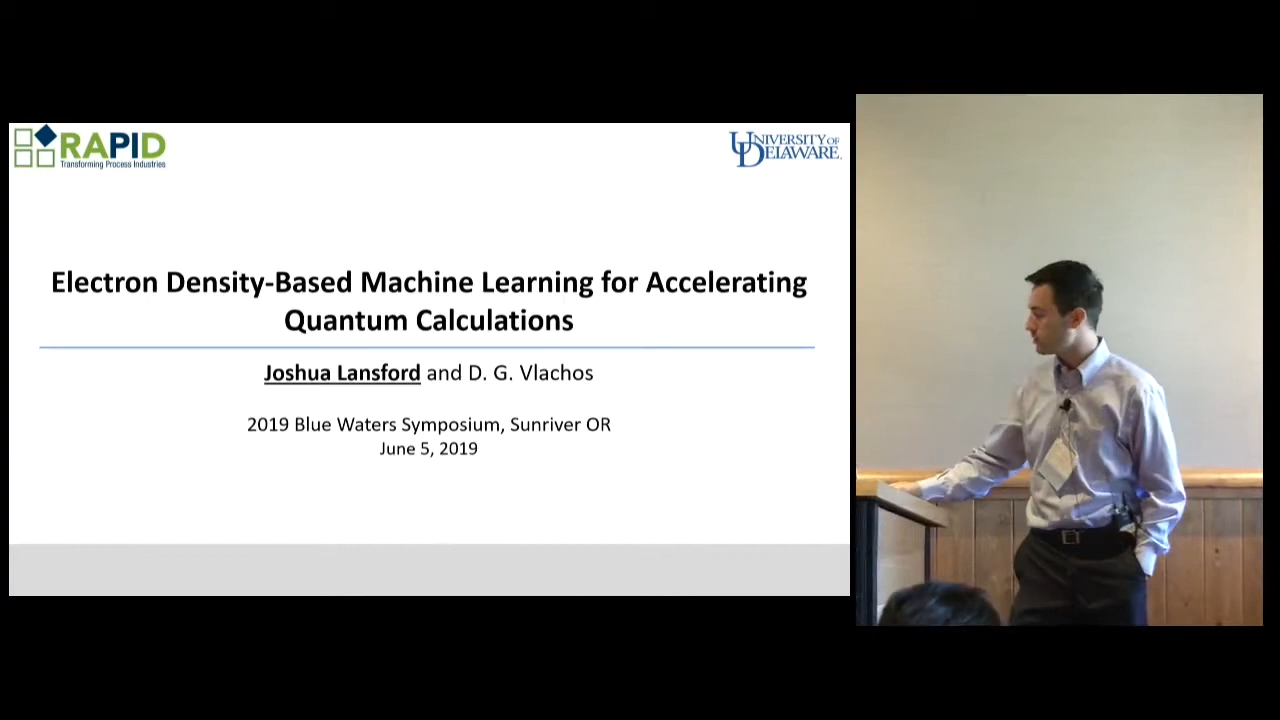 RAPID
Transforming Process Industries
UNIVERSITY OF
DELAWARE.
Electron Density-Based Machine Learning for Accelerating
Quantum Calculations
Joshua Lansford and D. G. Vlachos
2019 Blue Waters Symposium, Sunriver OR
June 5, 2019